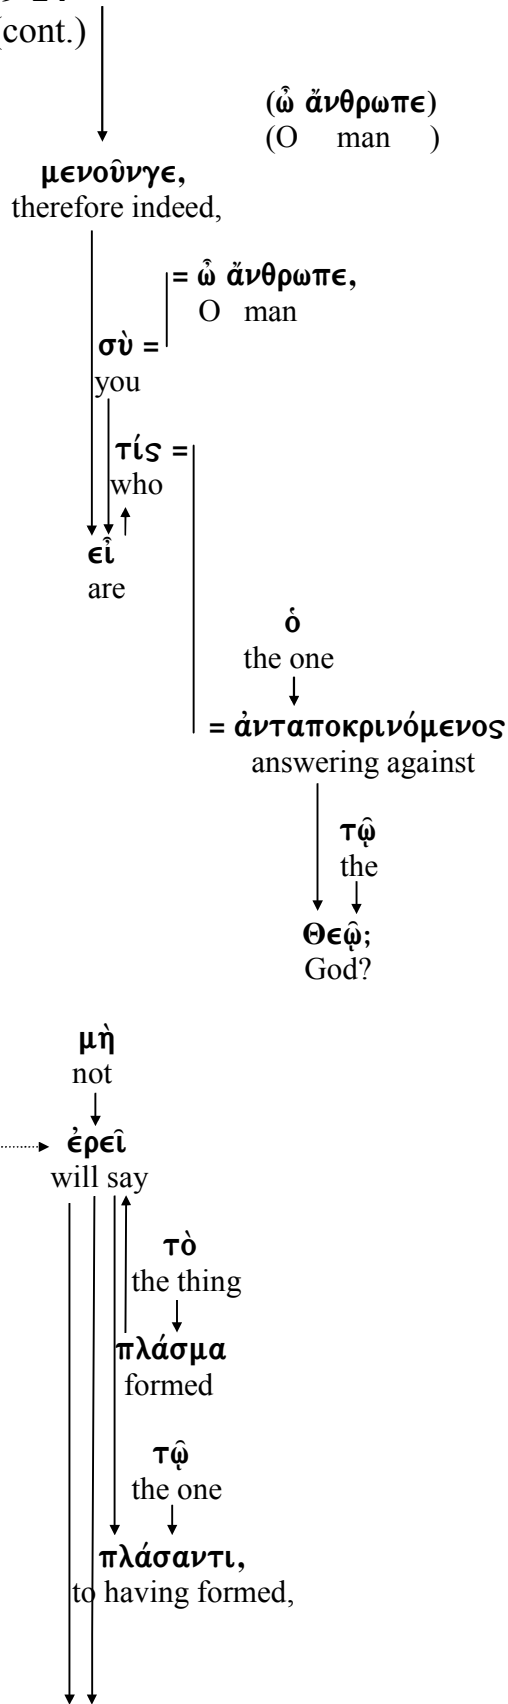 (cont.)
(ὦ ἄνθρωπε)
(O man )
μενοῦνγε,
therefore indeed,
= ὦ ἄνθρωπε,
O man
σὺ =
you
τίς =
who
εἶ
are
ὁ
the one
= ἀνταποκρινόμενος
answering against
τῷ
the
Θεῷ;
God?
μὴ
not
ἐρεῖ
will say
τὸ
the thing
πλάσμα
formed
τῷ
the one
πλάσαντι,
to having formed,